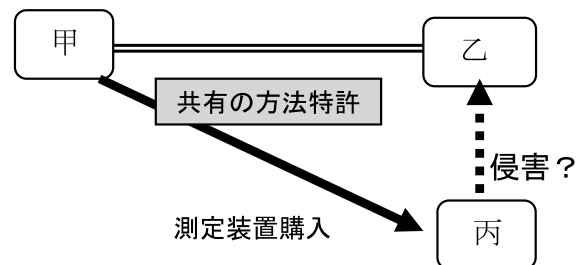 甲
乙
共有の方法特許
侵害？
測定装置購入
丙